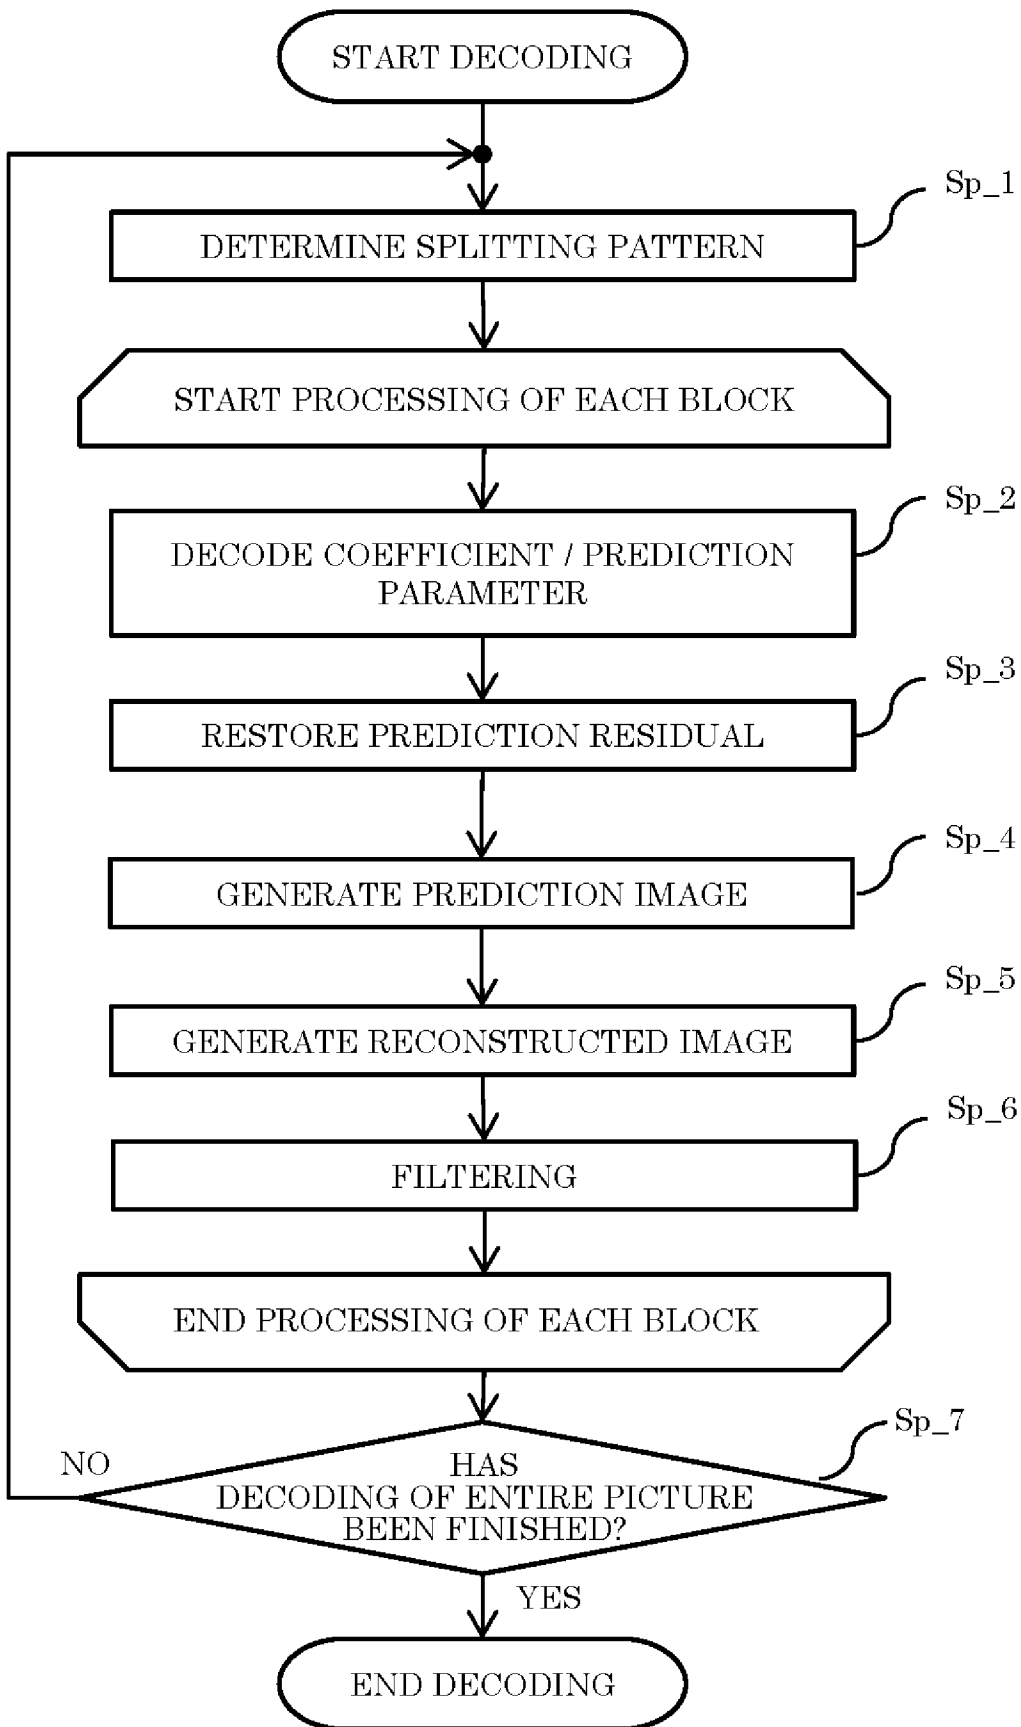 START DECODING
Sp_1
DETERMINE SPLITTING PATTERN
START PROCESSING OF EACH BLOCK
Sp_2
DECODE COEFFICIENT / PREDICTION
PARAMETER
Sp_3
RESTORE PREDICTION RESIDUAL
Sp_4
GENERATE PREDICTION IMAGE
Sp_5
GENERATE RECONSTRUCTED IMAGE
Sp_6
FILTERING
END PROCESSING OF EACH BLOCK
Sp_7
NO
HAS
DECODING OF ENTIRE PICTURE
BEEN FINISHED?
YES
END DECODING